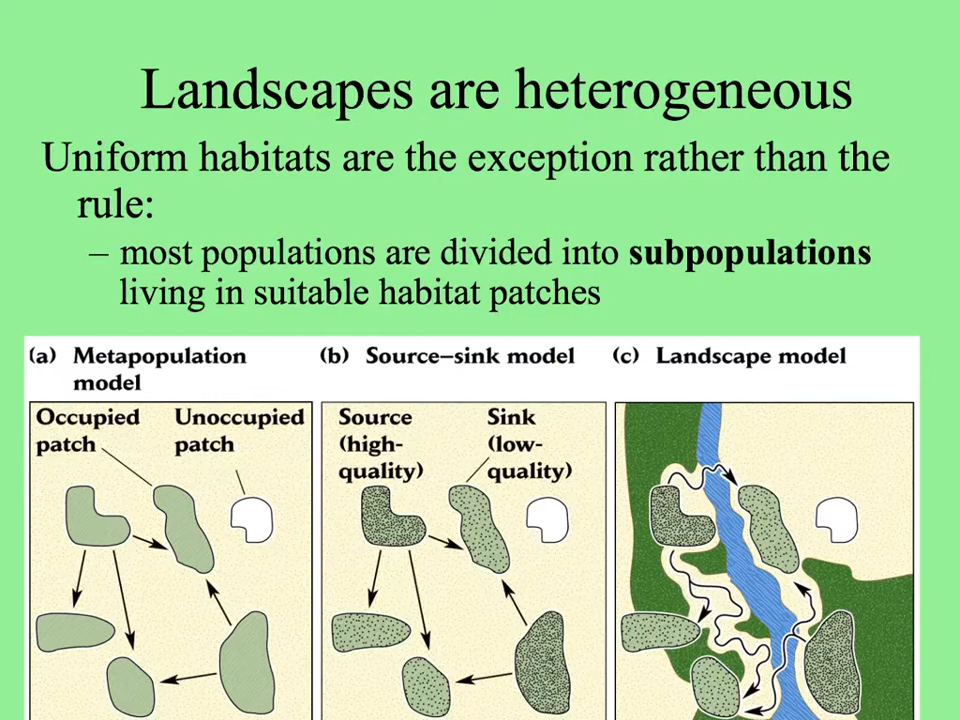 Landscapes are heterogeneous
Uniform habitats are the exception rather than the
rule:
– most populations are divided into subpopulations
living in suitable habitat patches
(a) Metapopulation
model
(b) Source–sink model
(c) Landscape model
Occupied
patch
Unoccupied
patch
Source
(high-
quality)
Sink
(low-
quality)